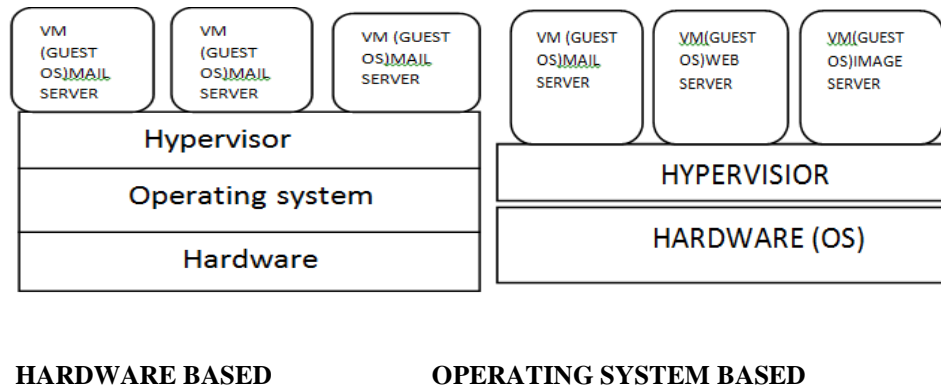 VM
(GUEST
OS)MAIL
SERVER
VM
(GUEST
OS)MAIL
SERVER
VM (GUEST
OS)MAIL
SERVER
Hypervisor
Operating system
Hardware
VM (GUEST
OS)MAIL
SERVER
VM(GUEST
OS)WEB
SERVER
VM(GUEST
OS)IMAGE
SERVER
HYPERVISIOR
HARDWARE (OS)
HARDWARE BASED
OPERATING SYSTEM BASED